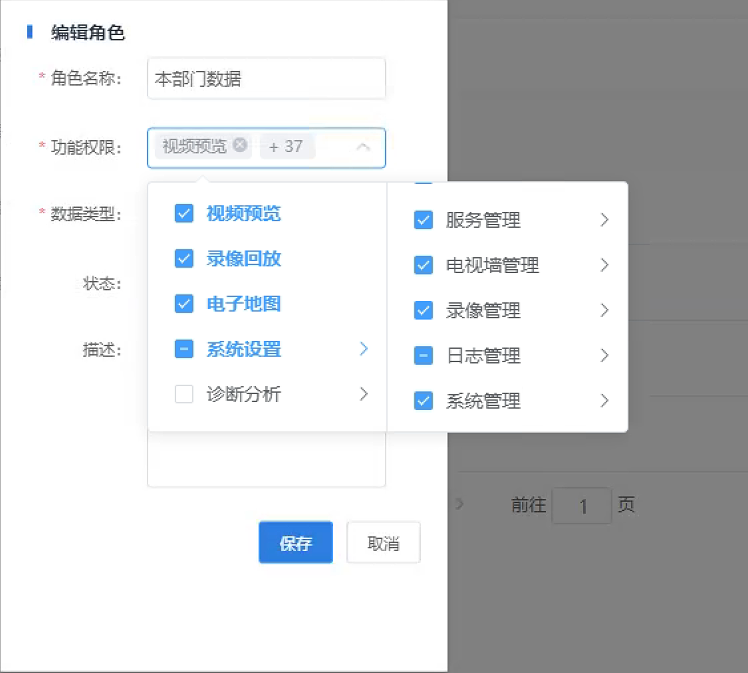 编辑角色
* 角色名称: 本部门数据
* 功能权限: 视频预览 + 37
* 数据类型:
状态:
描述:
视频预览
录像回放
电子地图
系统设置
诊断分析
服务管理
电视墙管理
录像管理
日志管理
系统管理
前往 1 页
保存 取消